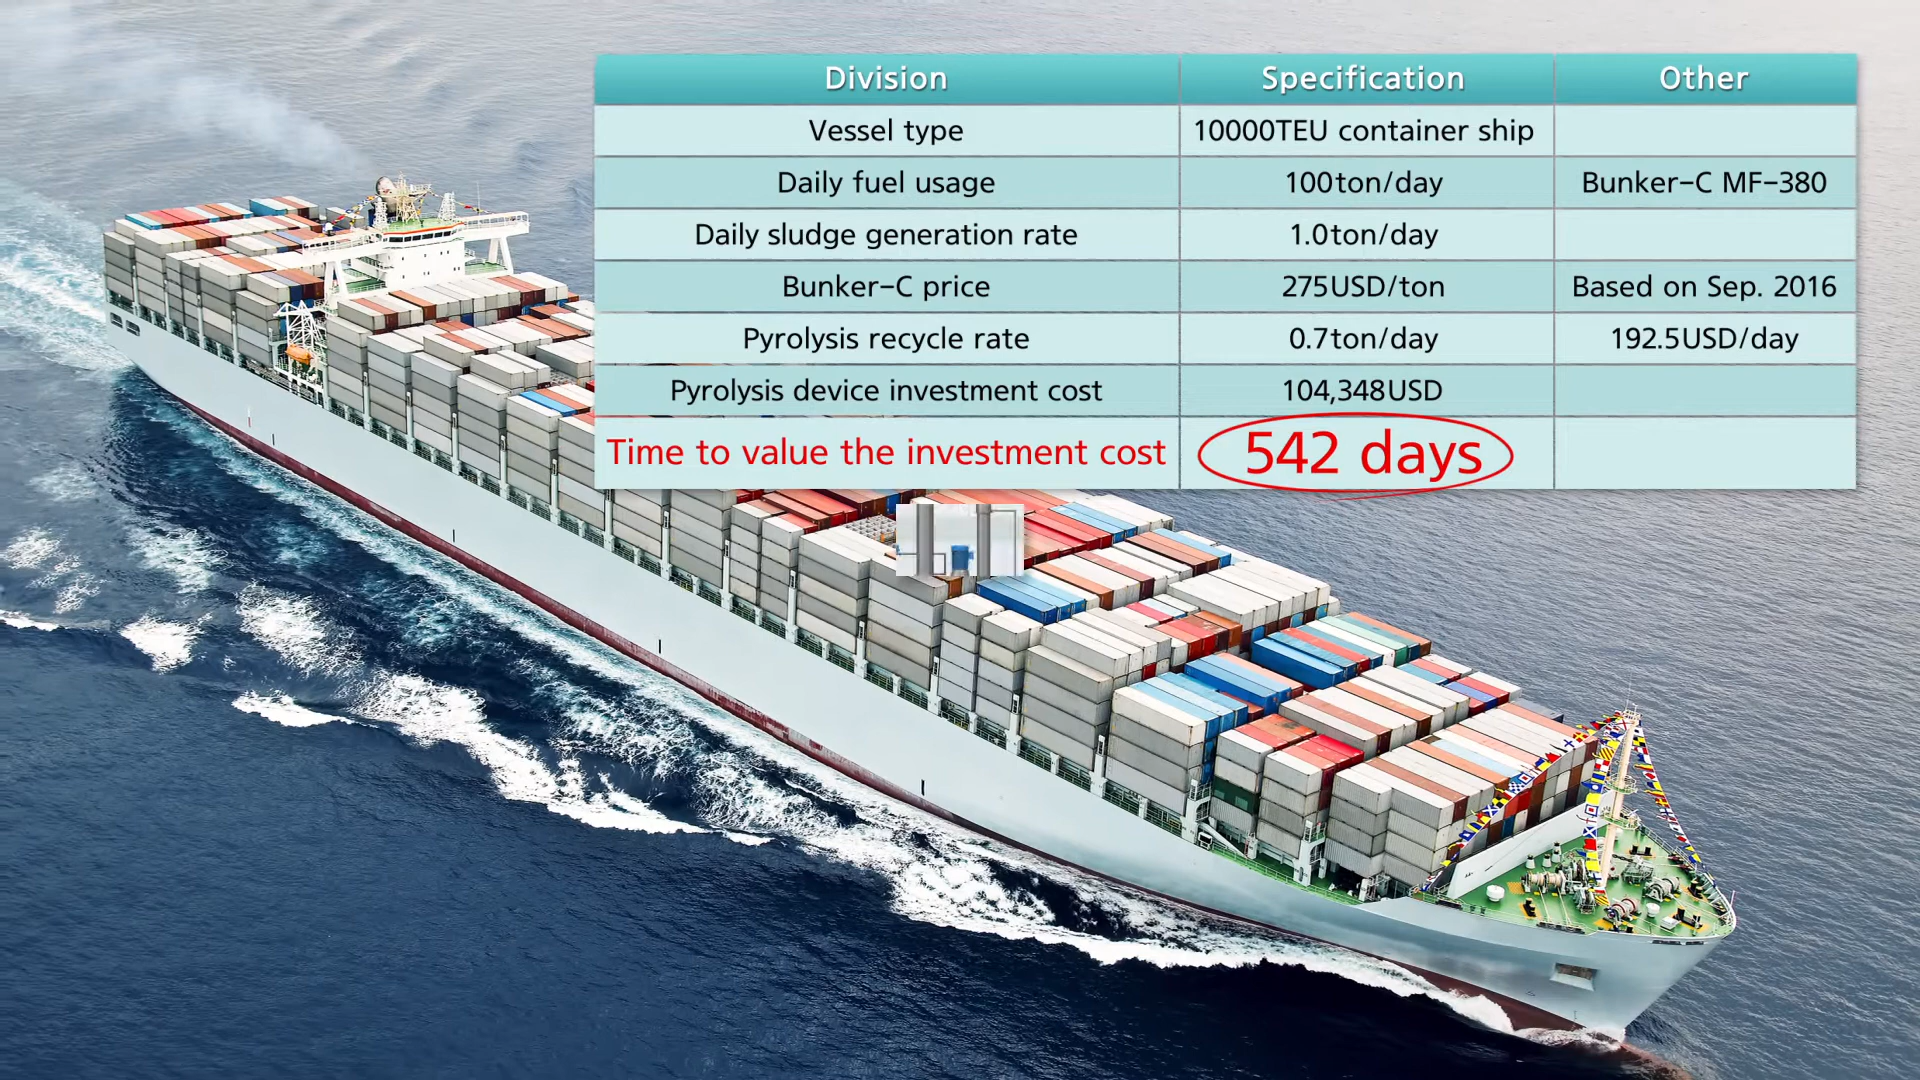 Division Specification Other
Vessel type 10000TEU container ship
Daily fuel usage 100ton/day Bunker-C MF-380
Daily sludge generation rate 1.0ton/day
Bunker-C price 275USD/ton Based on Sep. 2016
Pyrolysis recycle rate 0.7ton/day 192.5USD/day
Pyrolysis device investment cost 104,348USD
Time to value the investment cost 542 days